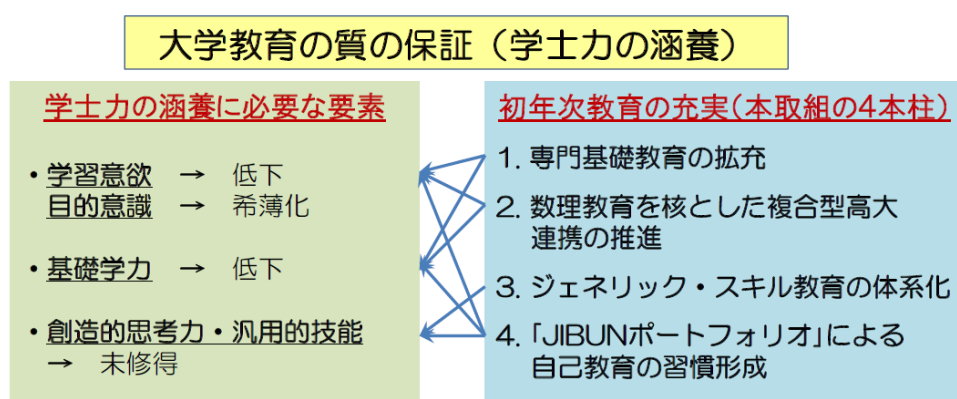 大学教育の質の保証（学士力の涵養）
学士力の涵養に必要な要素
・学習意欲 → 低下
目的意識 → 希薄化
・基礎学力 → 低下
・創造的思考力・汎用的技能
→ 未修得
初年次教育の充実(本取組の4本柱)
1. 専門基礎教育の拡充
2. 数理教育を核とした複合型高大
連携の推進
3. ジェネリック・スキル教育の体系化
4. 「JIBUNポートフォリオ」による
自己教育の習慣形成